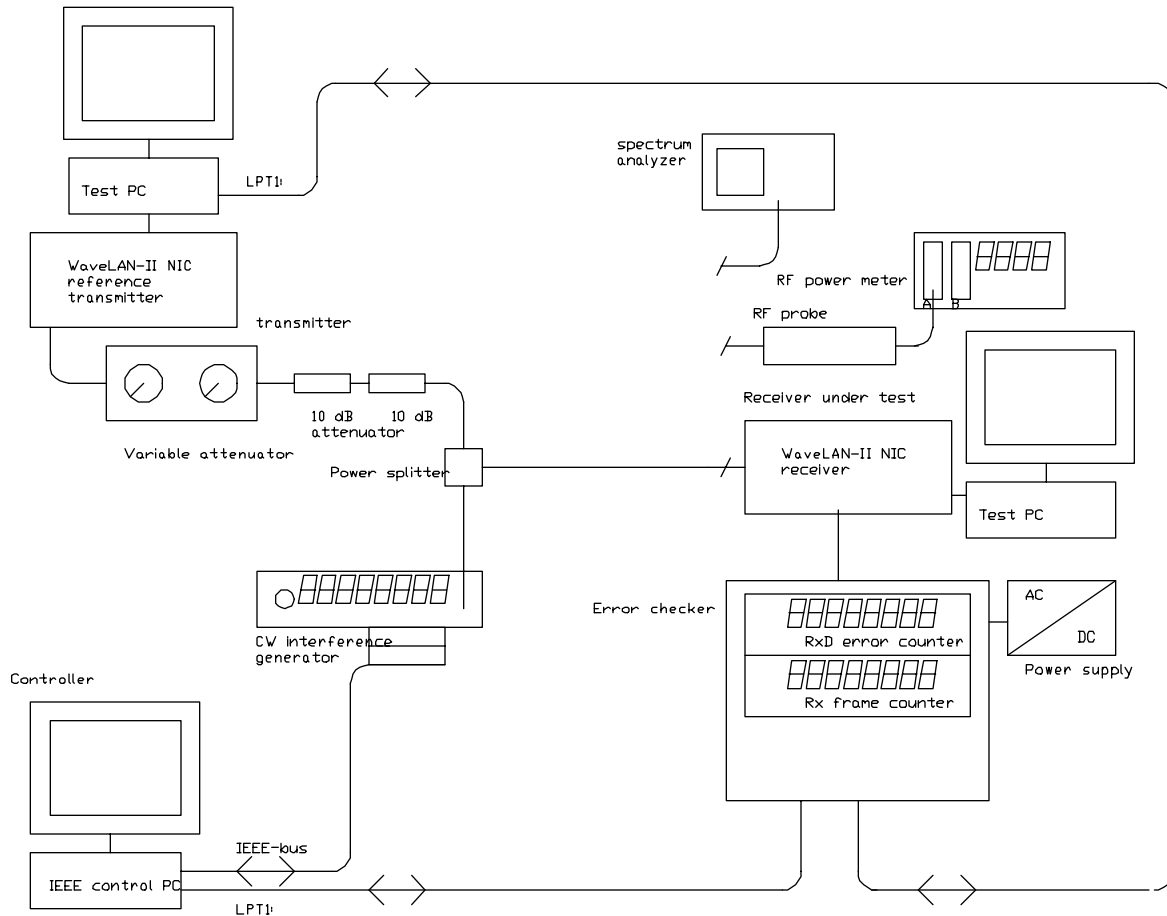 spectrum
analyzer
LPT1:
Test PC
WaveLAN-II NIC
reference
transmitter
RF power meter
A B
RF probe
transmitter
Receiver under test
10 dB 10 dB
attenuator
Variable attenuator
Power splitter
WaveLAN-II NIC
receiver
Test PC
Error checker
AC
DC
RxD error counter
CW interference
generator
Power supply
Controller
Rx frame counter
IEEE-bus
IEEE control PC
LPT1: